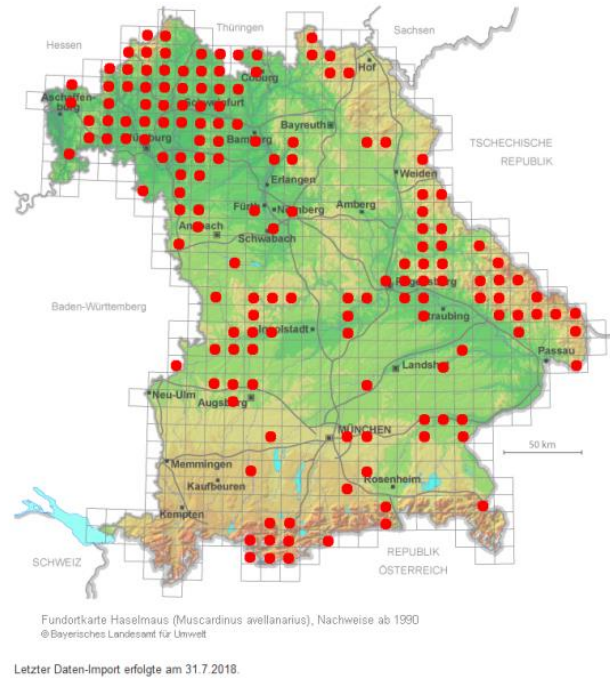 Thüringen
Sachsen
Hessen
Hof
Coburg
Aschaffen-
burg
Schweinfurt
Bayreuth
Bamberg
TSCHECHISCHE
REPUBLIK
Weiden
Erlangen
Fürth
Nürnberg
Amberg
Ansbach
Schwabach
Baden-Württemberg
Straubing
Ingolstadt
Passau
Landshut
Neu-Ulm
Augsburg
MÜNCHEN
50 km
Memmingen
Rosenheim
Kaufbeuren
Kempten
REPUBLIK
ÖSTERREICH
SCHWEIZ
Fundortkarte Haselmaus (Muscardinus avellanarius), Nachweise ab 1990
© Bayerisches Landesamt für Umwelt
Letzter Daten-Import erfolgte am 31.7.2018.